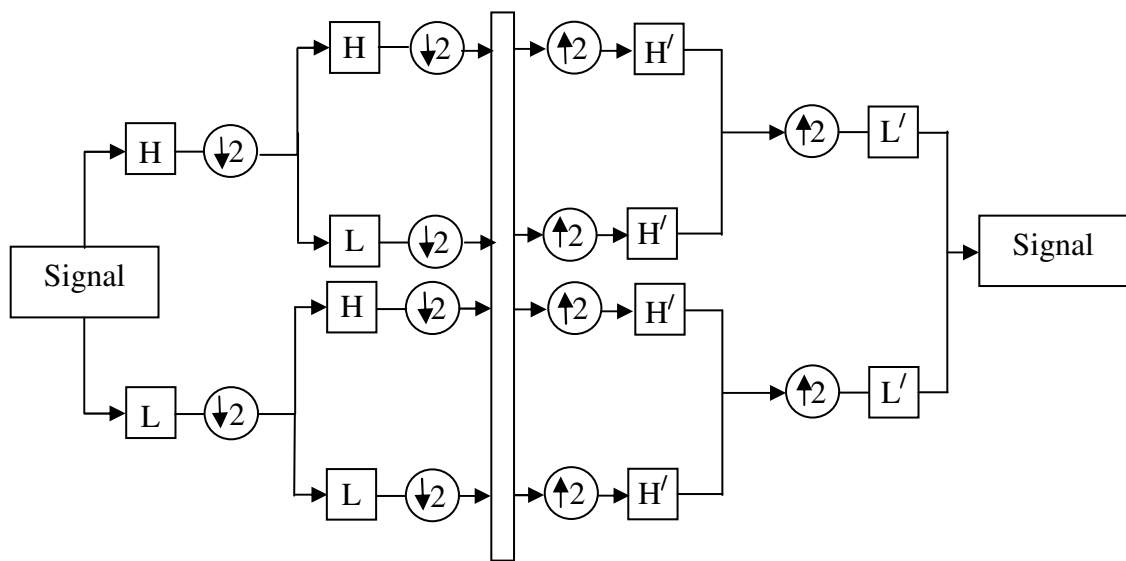 H ↓2 ↑2 H′
H ↓2 ↑2 L′
L ↓2 ↑2 H′
Signal Signal
H ↓2 ↑2 H′
L ↓2 ↑2 L′
L ↓2 ↑2 H′